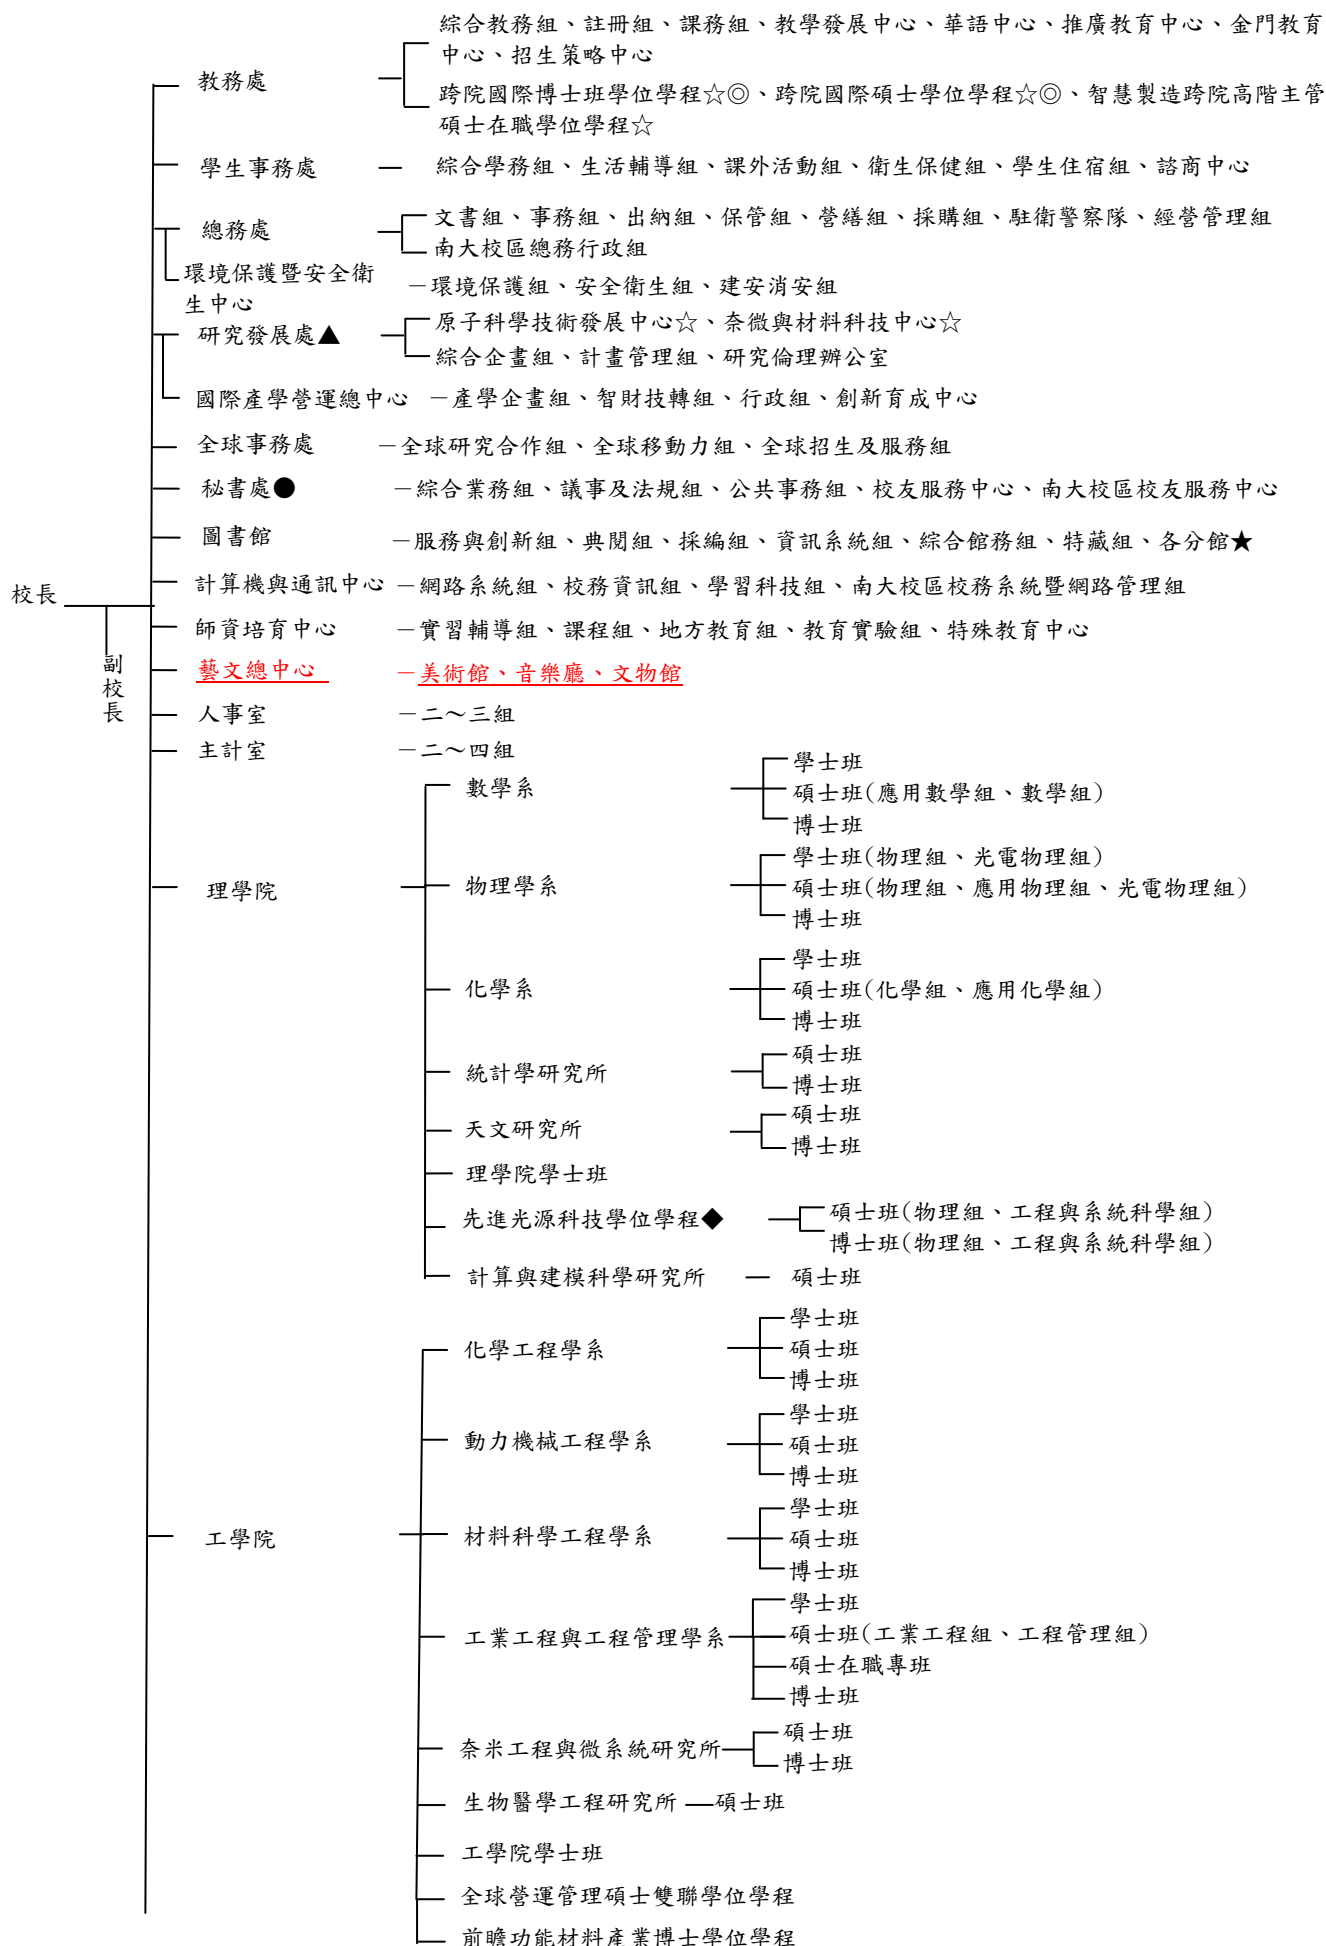 綜合教務組、註冊組、課務組、教學發展中心、華語中心、推廣教育中心、金門教育
中心、招生策略中心
教務處
跨院國際博士班學位學程☆◎、跨院國際碩士學位學程☆◎、智慧製造跨院高階主管
碩士在職學位學程☆
學生事務處 — 綜合學務組、生活輔導組、課外活動組、衛生保健組、學生住宿組、諮商中心
文書組、事務組、出納組、保管組、營繕組、採購組、駐衛警察隊、經營管理組
總務處
南大校區總務行政組
環境保護暨安全衛
生中心
－環境保護組、安全衛生組、建安消安組
原子科學技術發展中心☆、奈微與材料科技中心☆
研究發展處▲
綜合企畫組、計畫管理組、研究倫理辦公室
國際產學營運總中心 －產學企畫組、智財技轉組、行政組、創新育成中心
全球事務處 －全球研究合作組、全球移動力組、全球招生及服務組
秘書處● －綜合業務組、議事及法規組、公共事務組、校友服務中心、南大校區校友服務中心
圖書館 －服務與創新組、典閱組、採編組、資訊系統組、綜合館務組、特藏組、各分館★
計算機與通訊中心 －網路系統組、校務資訊組、學習科技組、南大校區校務系統暨網路管理組
校長
師資培育中心 －實習輔導組、課程組、地方教育組、教育實驗組、特殊教育中心
副校長
藝文總中心 －美術館、音樂廳、文物館
人事室 －二～三組
主計室 －二～四組
學士班
數學系
碩士班(應用數學組、數學組)
博士班
學士班(物理組、光電物理組)
理學院
物理學系
碩士班(物理組、應用物理組、光電物理組)
博士班
學士班
化學系
碩士班(化學組、應用化學組)
博士班
碩士班
統計學研究所
博士班
碩士班
天文研究所
博士班
理學院學士班
碩士班(物理組、工程與系統科學組)
先進光源科技學位學程◆
博士班(物理組、工程與系統科學組)
計算與建模科學研究所 — 碩士班
學士班
化學工程學系
碩士班
博士班
學士班
動力機械工程學系
碩士班
博士班
學士班
工學院
材料科學工程學系
碩士班
博士班
學士班
工業工程與工程管理學系
碩士班(工業工程組、工程管理組)
碩士在職專班
博士班
碩士班
奈米工程與微系統研究所
博士班
生物醫學工程研究所 —碩士班
工學院學士班
全球營運管理碩士雙聯學位學程
前瞻功能材料產業博士學位學程